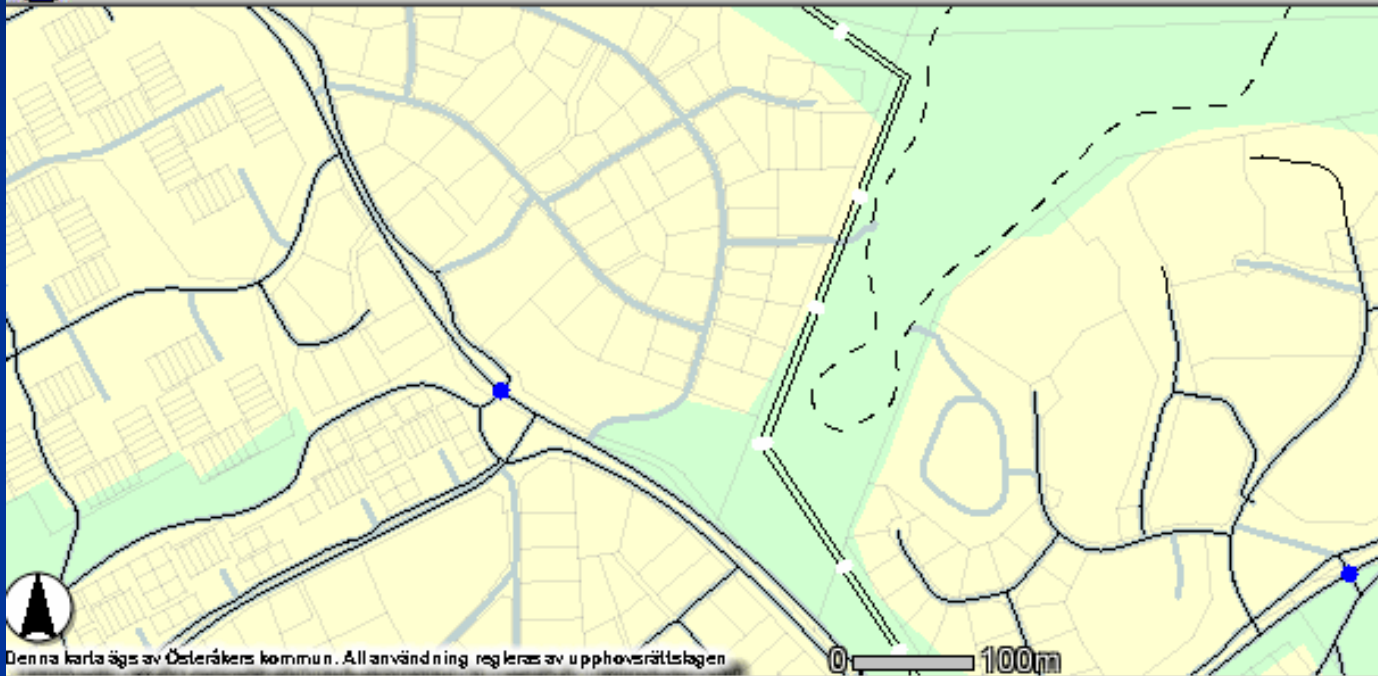 Denna karta ägs av Österåkers kommun. All användning regleras av upphovsrättslagen
0 100m